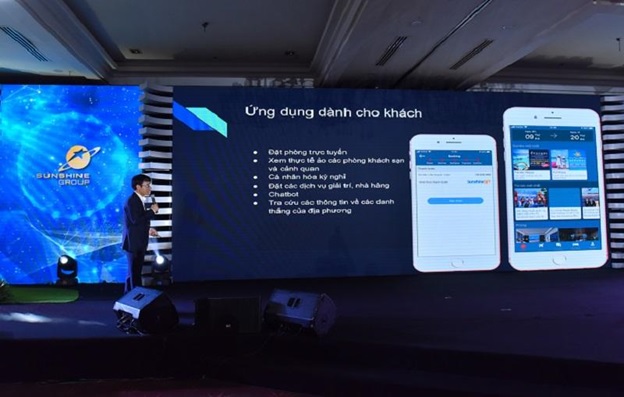 SUNSHINE
GROUP
Ứng dụng dành cho khách
Đặt phòng trực tuyến
Xem thực tế ảo các phòng khách sạn
và cảnh quan
Cá nhân hóa kỳ nghỉ
Đặt các dịch vụ giải trí, nhà hàng
Chatbot
Tra cứu các thông tin về các danh
thắng của địa phương